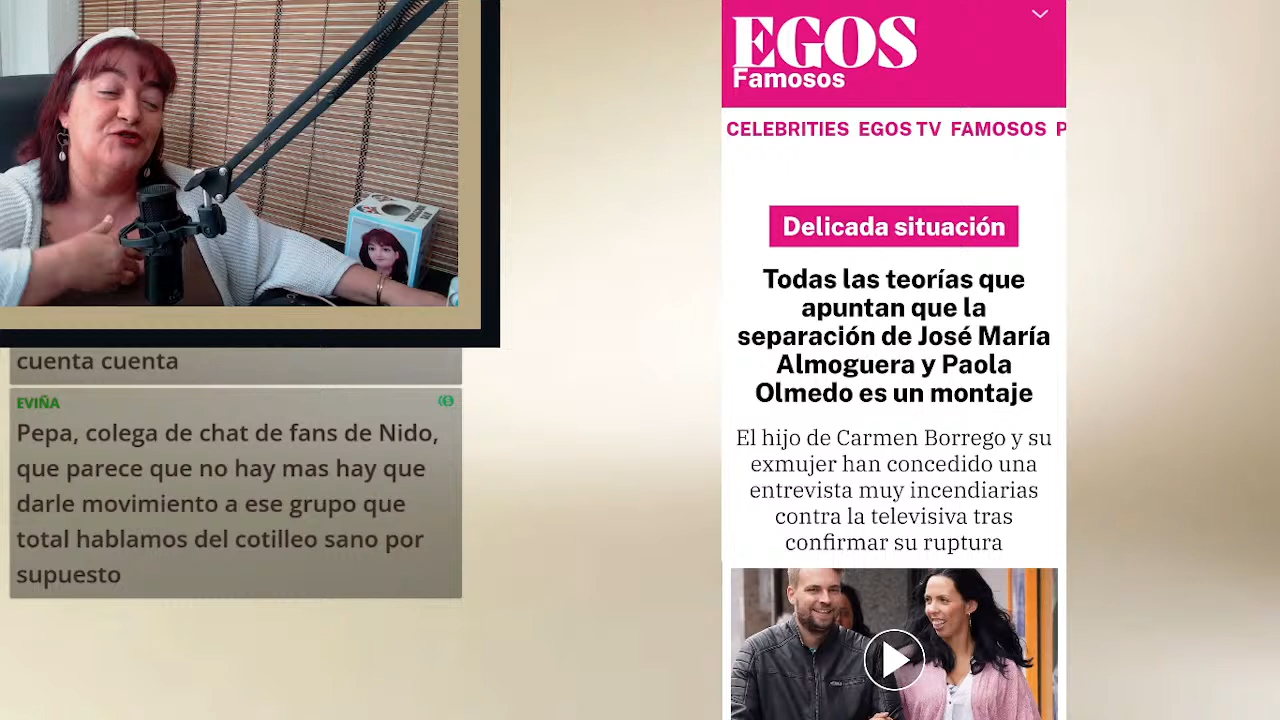 cuenta cuenta
EVIÑA
Pepa, colega de chat de fans de Nido,
que parece que no hay mas hay que
darle movimiento a ese grupo que
total hablamos del cotilleo sano por
supuesto
EGOS
Famosos
CELEBRITIES EGOS TV FAMOSOS P
Delicada situación
Todas las teorías que
apuntan que la
separación de José María
Almoguera y Paola
Olmedo es un montaje
El hijo de Carmen Borrego y su
exmujer han concedido una
entrevista muy incendiarias
contra la televisiva tras
confirmar su ruptura